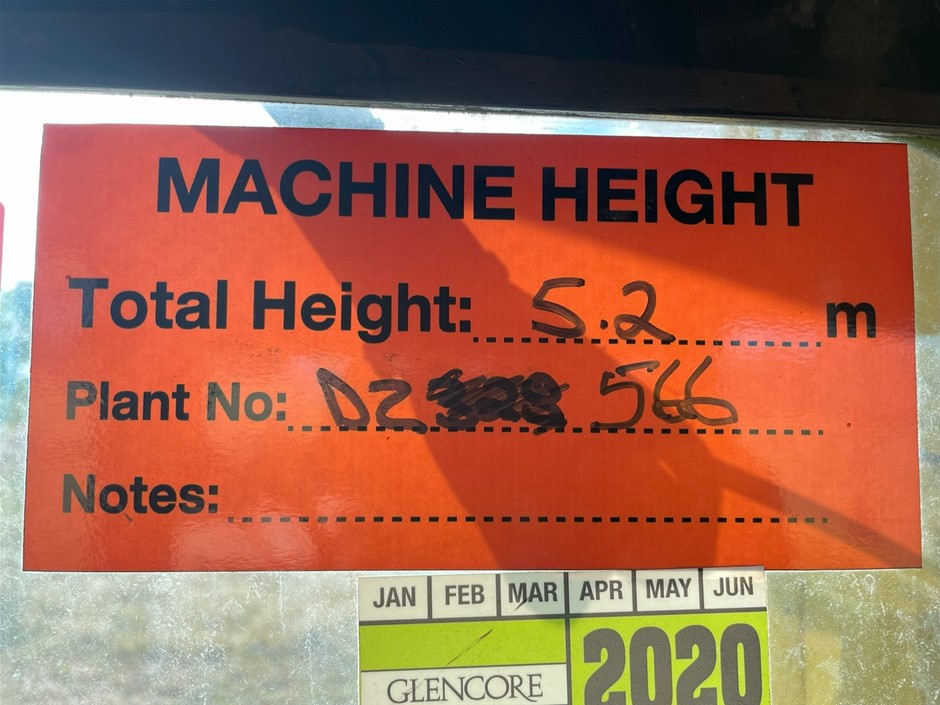 MACHINE HEIGHT
Total Height: 5.2 m
Plant No: DZ 566
Notes:
JAN FEB MAR APR MAY JUN
GLENCORE 2020